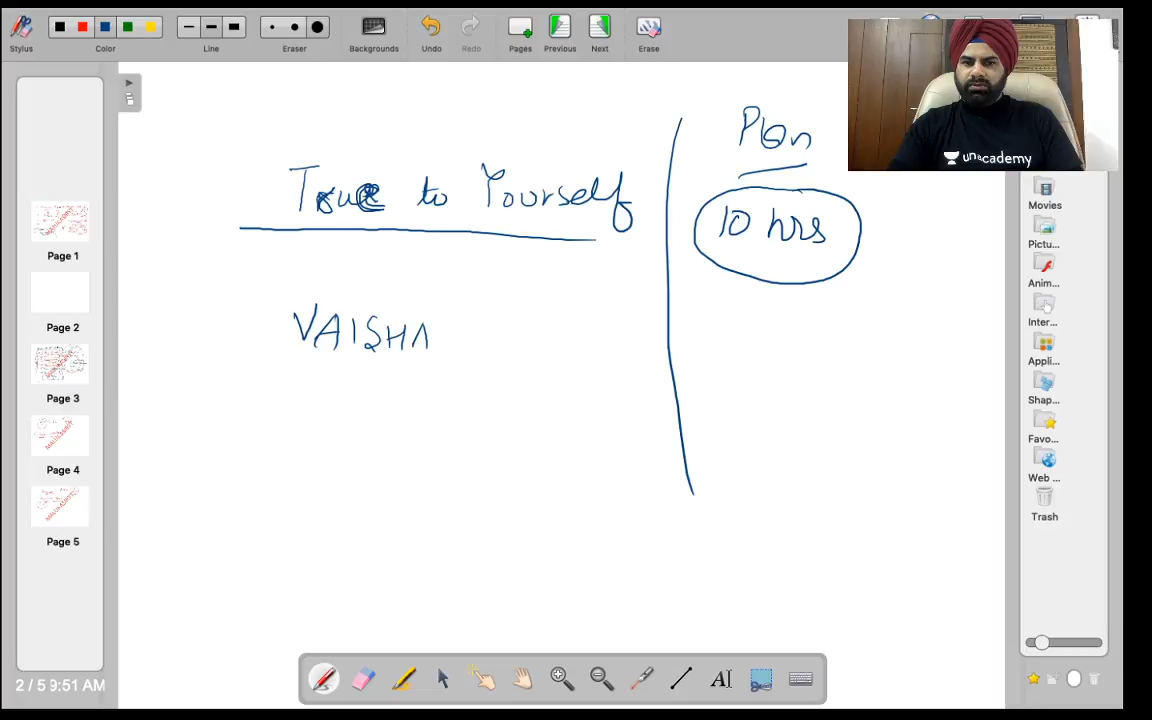 Stylus
Color
Line
Eraser
Backgrounds
Undo
Redo
Pages
Previous
Next
Erase
True to Yourself
VAISHA
Plan
10 hrs
unacademy
Page 1
Page 2
Page 3
Page 4
Page 5
2 / 5 9:51 AM
Movies
Pictu...
Anim...
Inter...
Appli...
Shap...
Favo...
Web ...
Trash